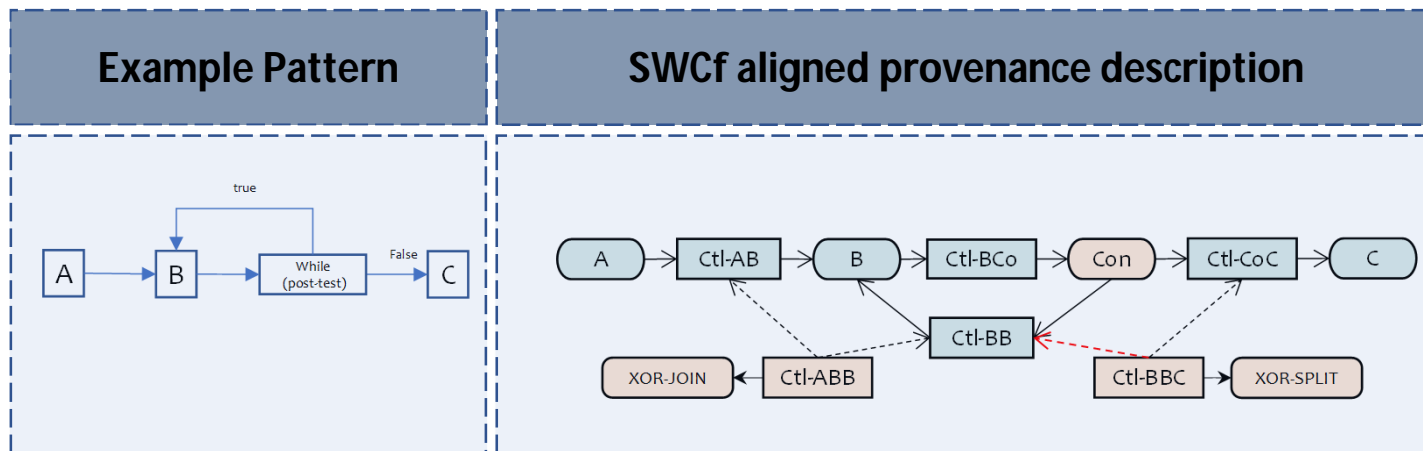 Example Pattern
SWCf aligned provenance description
true
A
B
While
(post-test)
False
C
A
Ctl-AB
B
Ctl-BCo
Con
Ctl-CoC
C
Ctl-BB
XOR-JOIN
Ctl-ABB
Ctl-BBC
XOR-SPLIT